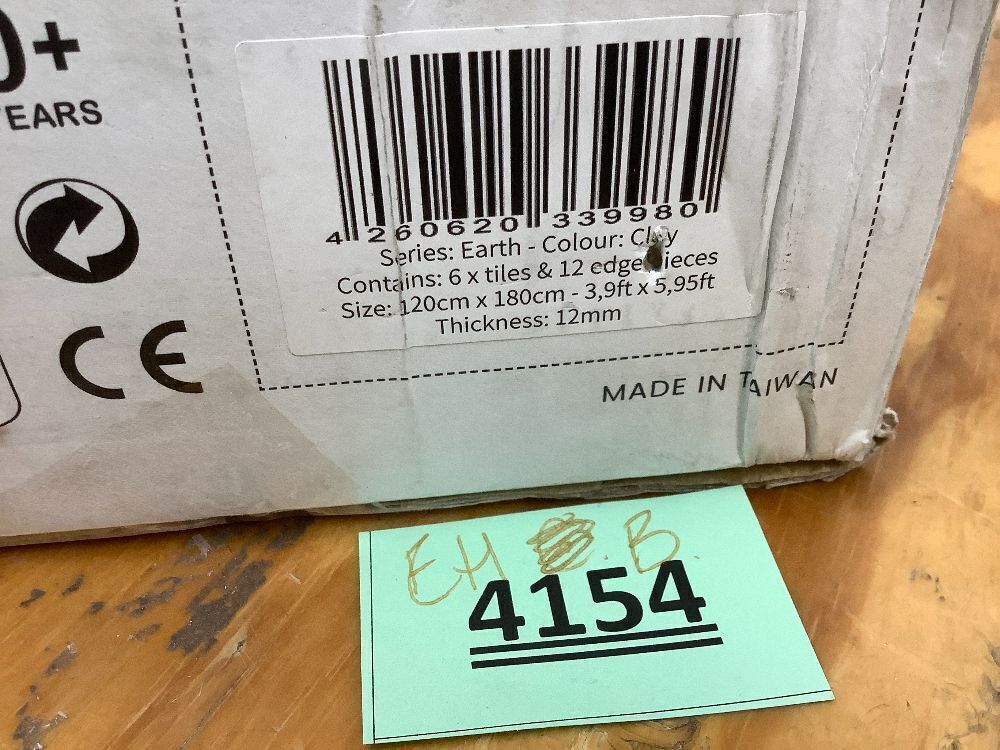 0+
YEARS
4 260620 339980
Series: Earth - Colour: Clay
Contains: 6 x tiles & 12 edge pieces
Size: 120cm x 180cm - 3,9ft x 5,95ft
Thickness: 12mm
CE
MADE IN TAIWAN
EH B.
4154